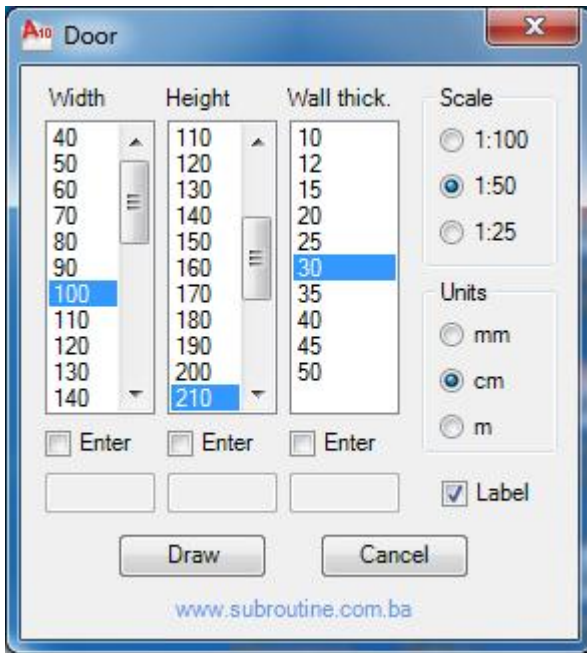 A10 Door
Width
40
50
60
70
80
90
100
110
120
130
140
Enter
Height
110
120
130
140
150
160
170
180
190
200
210
Enter
Wall thick.
10
12
15
20
25
30
35
40
45
50
Enter
Scale
1:100
1:50
1:25
Units
mm
cm
m
Label
Draw
Cancel
www.subroutine.com.ba